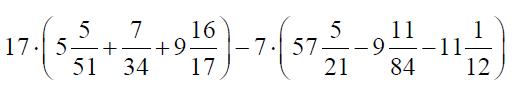 17·(5 5/51 + 7/34 + 9 16/17) − 7·(57 5/21 − 9 11/84 − 11 1/12)